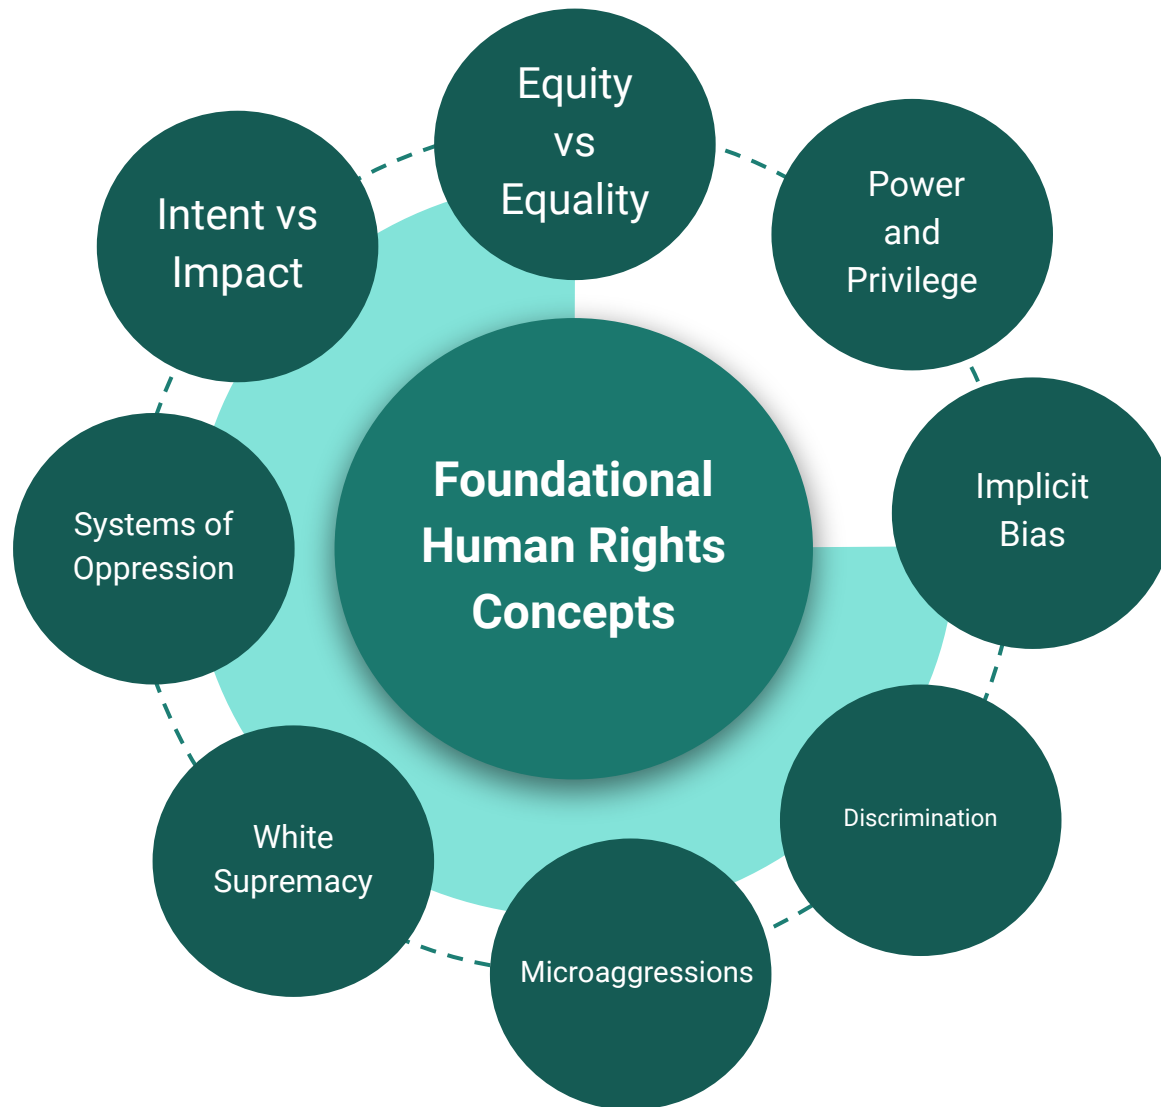 Equity
vs
Equality
Power
and
Privilege
Implicit
Bias
Discrimination
Microaggressions
White
Supremacy
Systems of
Oppression
Intent vs
Impact
Foundational
Human Rights
Concepts